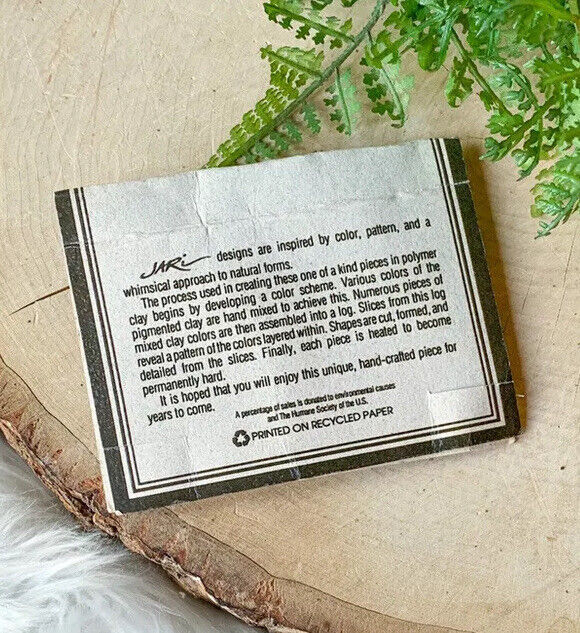 JARI designs are inspired by color, pattern, and a
whimsical approach to natural forms.
The process used in creating these one of a kind pieces in polymer
clay begins by developing a color scheme. Various colors of the
pigmented clay are hand mixed to achieve this. Numerous pieces of
mixed clay colors are then assembled into a log. Slices from this log
reveal a pattern of the colors layered within. Shapes are cut, formed, and
detailed from the slices. Finally, each piece is heated to become
permanently hard.
It is hoped that you will enjoy this unique, hand-crafted piece for
years to come.
A percentage of sales is donated to environmental causes
and The Humane Society of the U.S.
PRINTED ON RECYCLED PAPER